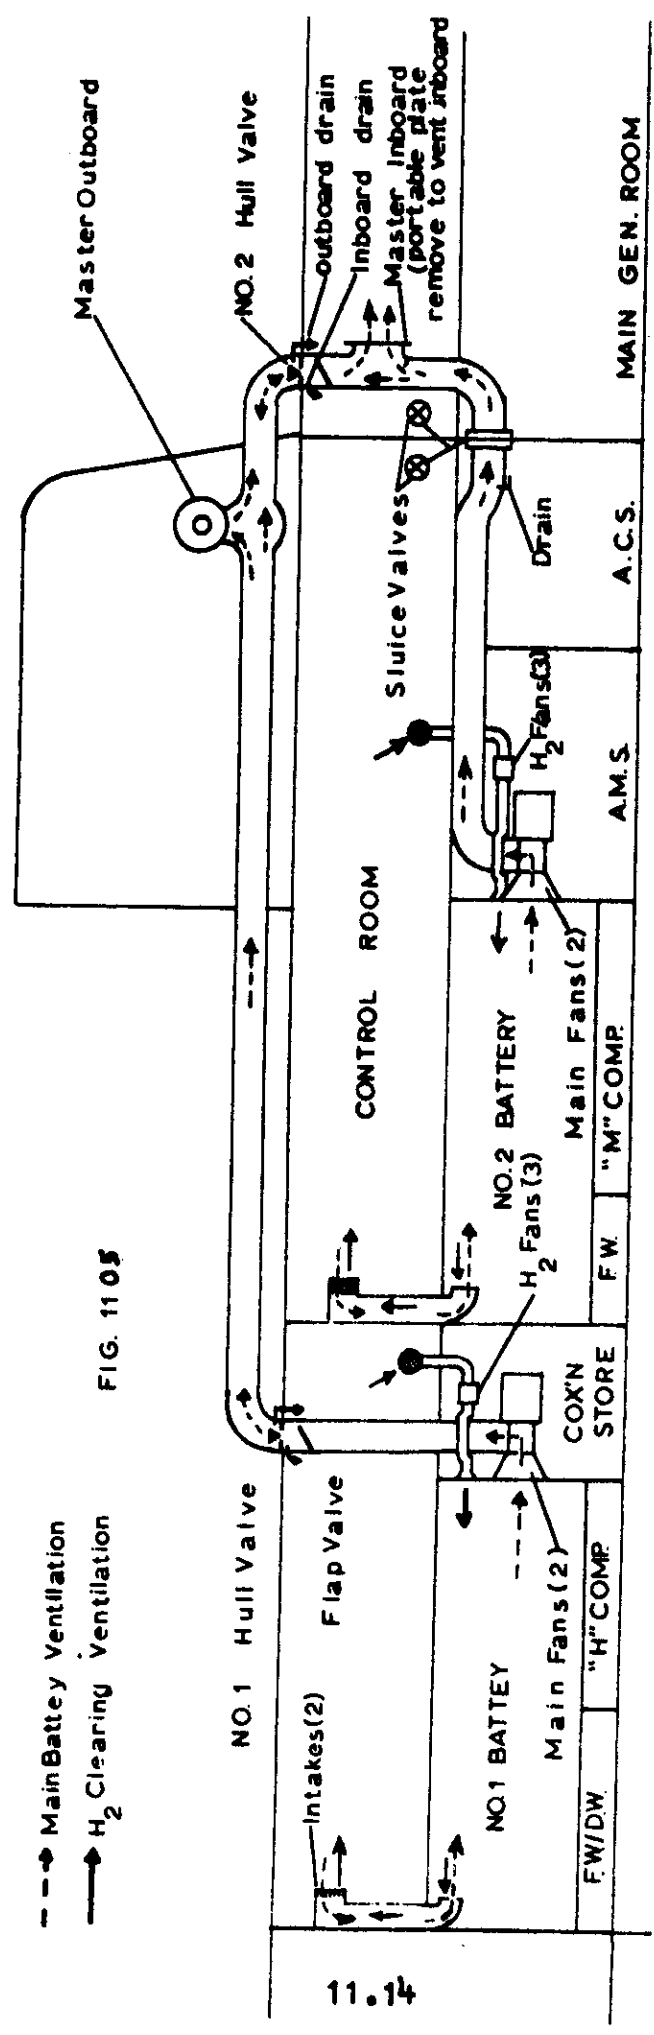 Main Battey Ventilation
H2 Clearing Ventilation
FIG. 1105
Master Outboard
NO.1 Hull Valve
NO.2 Hull Valve
outboard drain
Inboard drain
Master Inboard
(portable plate
remove to vent inboard
Flap Valve
Intakes(2)
CONTROL ROOM
Sluice Valves
Drain
H2 Fans(3)
NO.1 BATTEY
Main Fans(2)
H2 Fans(3)
NO.2 BATTERY
Main Fans(2)
COX'N
STORE
A.M.S.
A.C.S.
MAIN GEN. ROOM
F.W/D.W.
"H" COMP.
F.W.
"M" COMP.
11.14